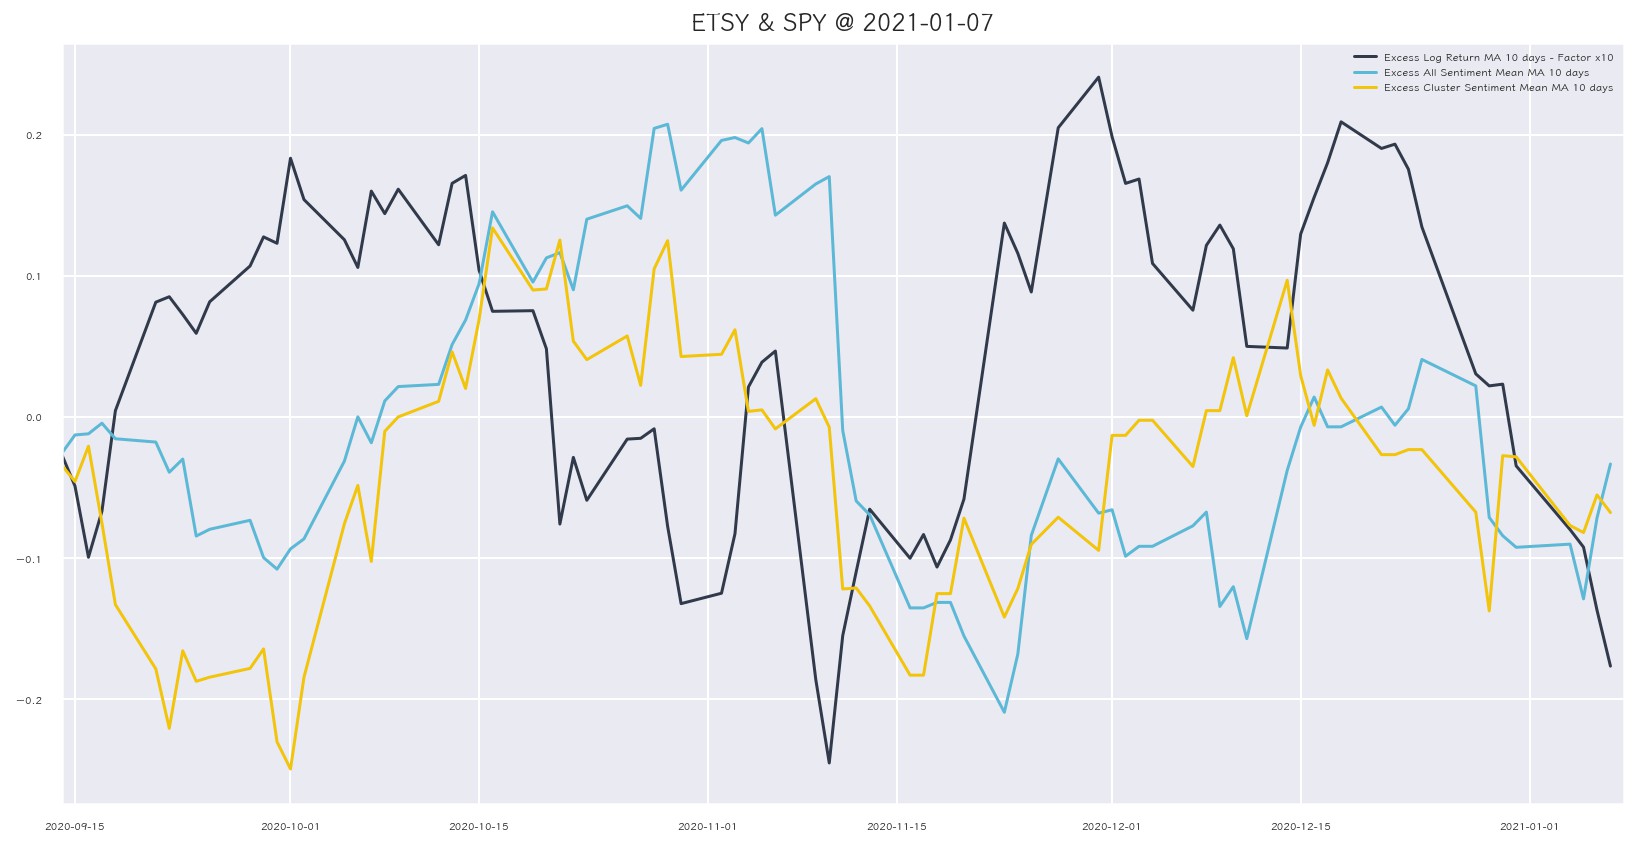 ETSY & SPY @ 2021-01-07
Excess Log Return MA 10 days - Factor x10
Excess All Sentiment Mean MA 10 days
Excess Cluster Sentiment Mean MA 10 days
0.2
0.1
0.0
−0.1
−0.2
2020-09-15 2020-10-01 2020-10-15 2020-11-01 2020-11-15 2020-12-01 2020-12-15 2021-01-01